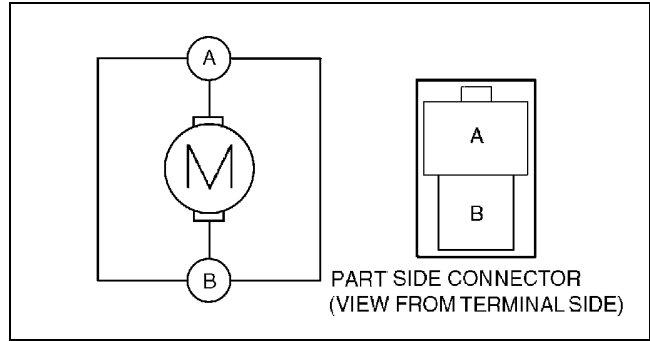 A
M
B
A
B
PART SIDE CONNECTOR
(VIEW FROM TERMINAL SIDE)